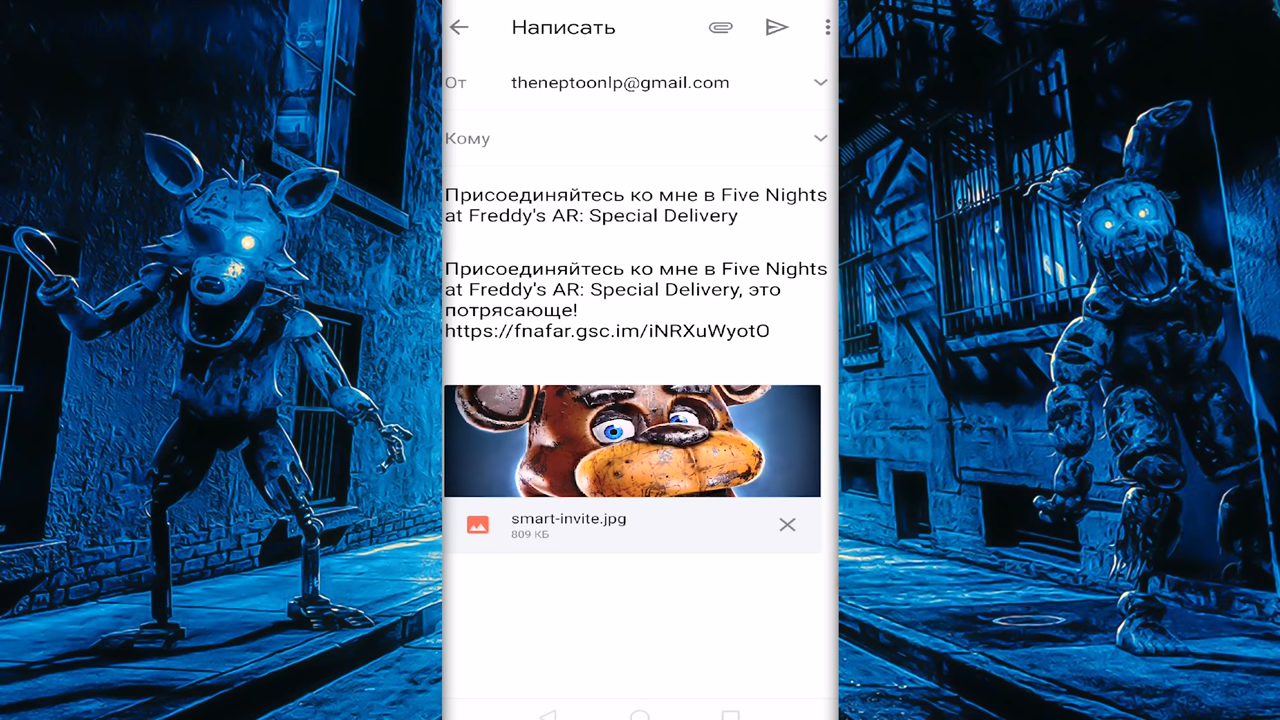 Написать
От theneptoonlp@gmail.com
Кому
Присоединяйтесь ко мне в Five Nights
at Freddy's AR: Special Delivery
Присоединяйтесь ко мне в Five Nights
at Freddy's AR: Special Delivery, это
потрясающе!
https://fnafar.gsc.im/iNRXuWyotO
smart-invite.jpg
809 КБ